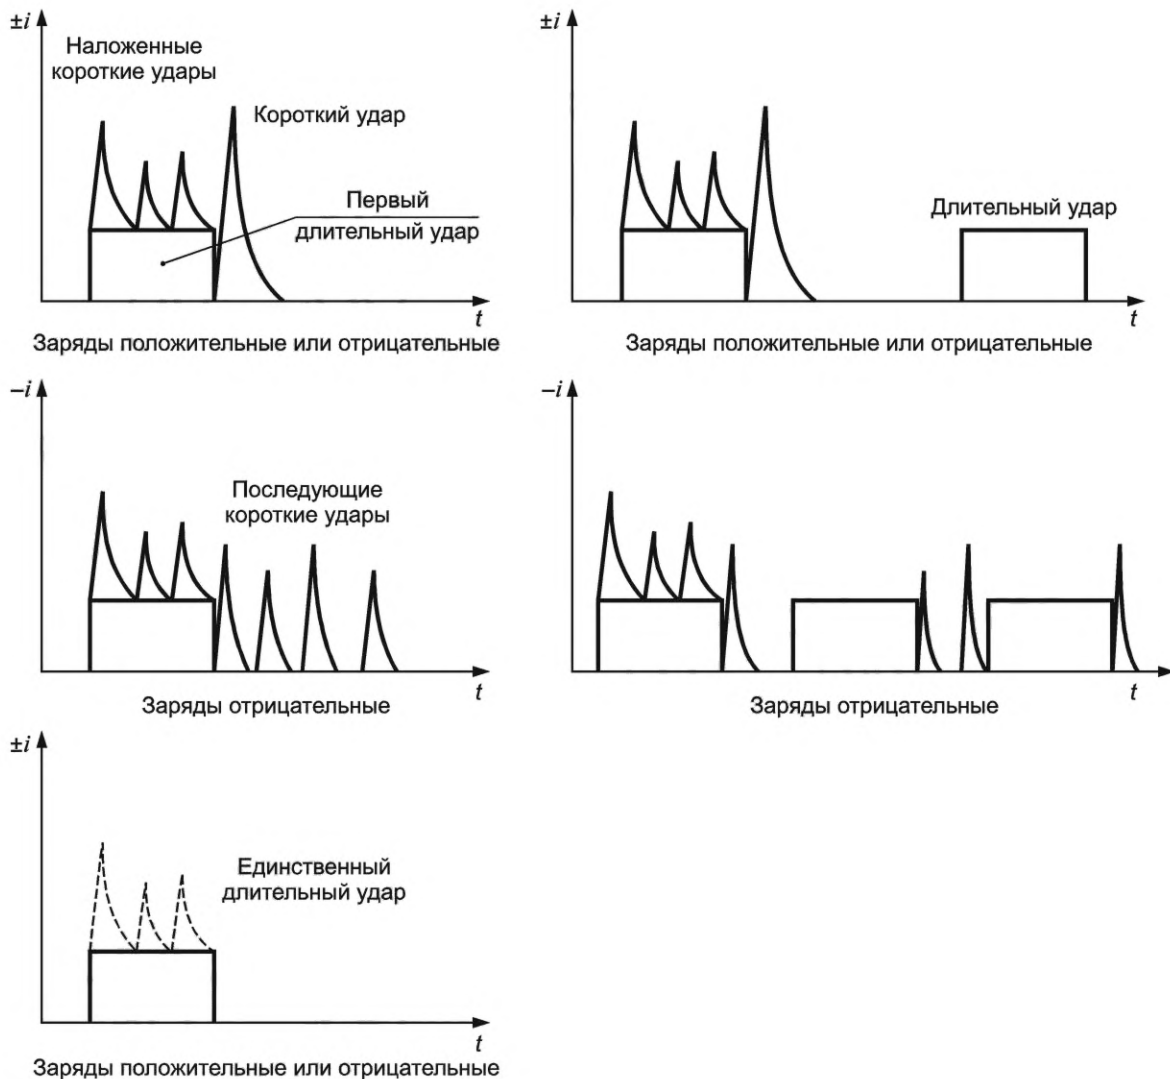 ±i
Наложенные
короткие удары
Короткий удар
Первый
длительный удар
t
Заряды положительные или отрицательные
±i
Длительный удар
t
Заряды положительные или отрицательные
–i
Последующие
короткие удары
t
Заряды отрицательные
–i
t
Заряды отрицательные
±i
Единственный
длительный удар
t
Заряды положительные или отрицательные